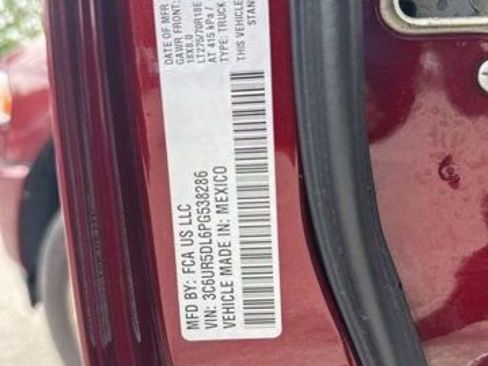 DATE OF MFR
GAWR FRONT:
18X8.0
LT275/70R18E
AT 415 kPa /
TYPE: TRUCK
THIS VEHICLE
STAN
MFD BY: FCA US LLC
VIN: 3C6UR5DL6PG538286
VEHICLE MADE IN: MEXICO